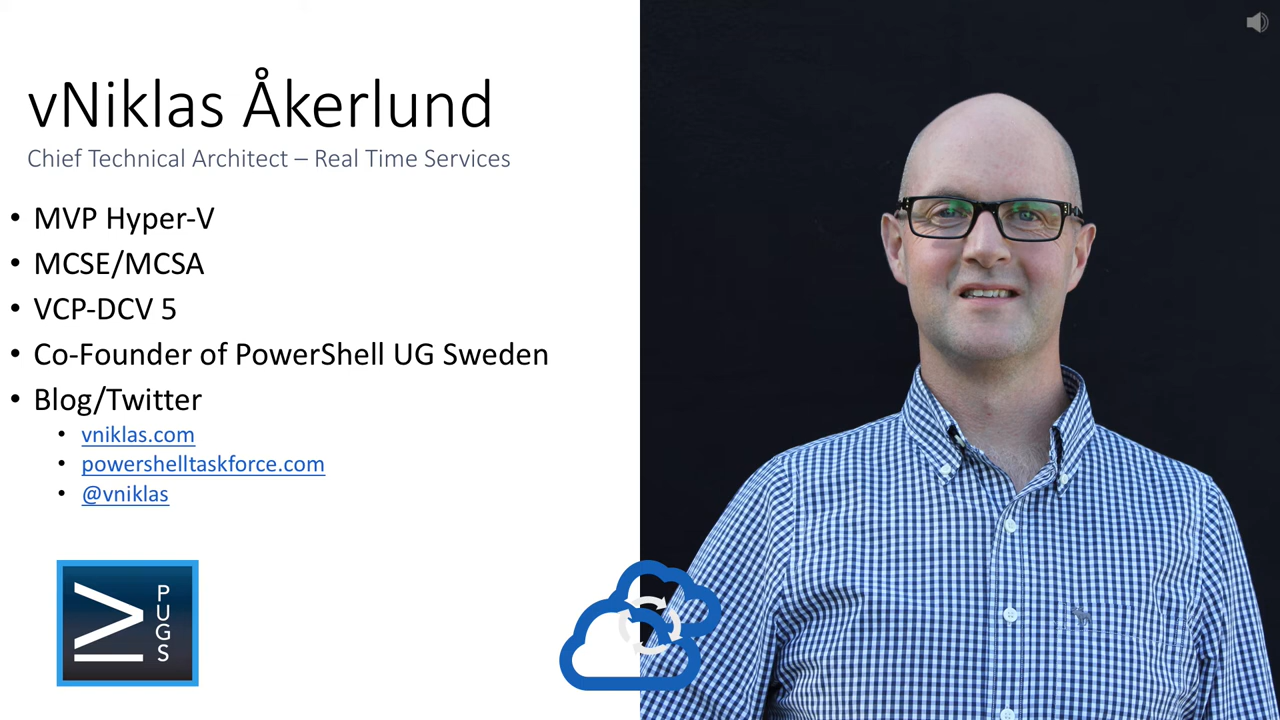 vNiklas Åkerlund
Chief Technical Architect – Real Time Services
• MVP Hyper-V
• MCSE/MCSA
• VCP-DCV 5
• Co-Founder of PowerShell UG Sweden
• Blog/Twitter
• vniklas.com
• powershelltaskforce.com
• @vniklas
PUGS